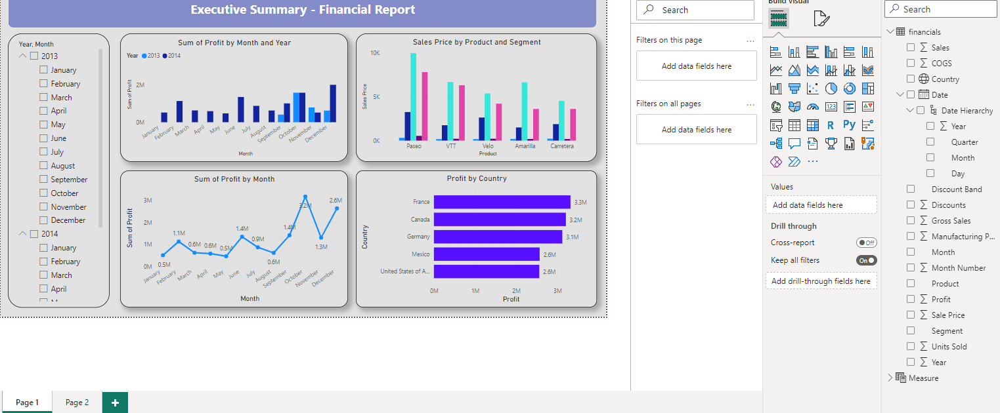 Executive Summary - Financial Report
Year, Month
2013
January
February
March
April
May
June
July
August
September
October
November
December
2014
January
February
March
April
Sum of Profit by Month and Year
Year 2013 2014
Sum of Profit
2M
0M
January
February
March
April
May
June
July
August
September
October
November
December
Month
Sales Price by Product and Segment
Sales Price
10K
5K
0K
Paseo
VTT
Velo
Amarilla
Carretera
Product
Sum of Profit by Month
Sum of Profit
3M
2M
1M
0M
0.5M
1.1M
0.6M
0.6M
0.5M
1.4M
0.9M
0.6M
1.4M
3.2M
1.3M
2.6M
January
February
March
April
May
June
July
August
September
October
November
December
Month
Profit by Country
Country
France 3.3M
Canada 3.2M
Germany 3.1M
Mexico 2.6M
United States of A... 2.6M
0M 1M 2M 3M
Profit
Page 1
Page 2
+
Search
Filters on this page ...
Add data fields here
Filters on all pages ...
Add data fields here
Build visual
123
R
Py
...
Values
Add data fields here
Drill through
Cross-report Off
Keep all filters On
Add drill-through fields here
Search
financials
∑ Sales
∑ COGS
Country
Date
Date Hierarchy
∑ Year
Quarter
Month
Day
Discount Band
∑ Discounts
∑ Gross Sales
∑ Manufacturing P...
Month
∑ Month Number
Product
∑ Profit
∑ Sale Price
Segment
∑ Units Sold
∑ Year
Measure